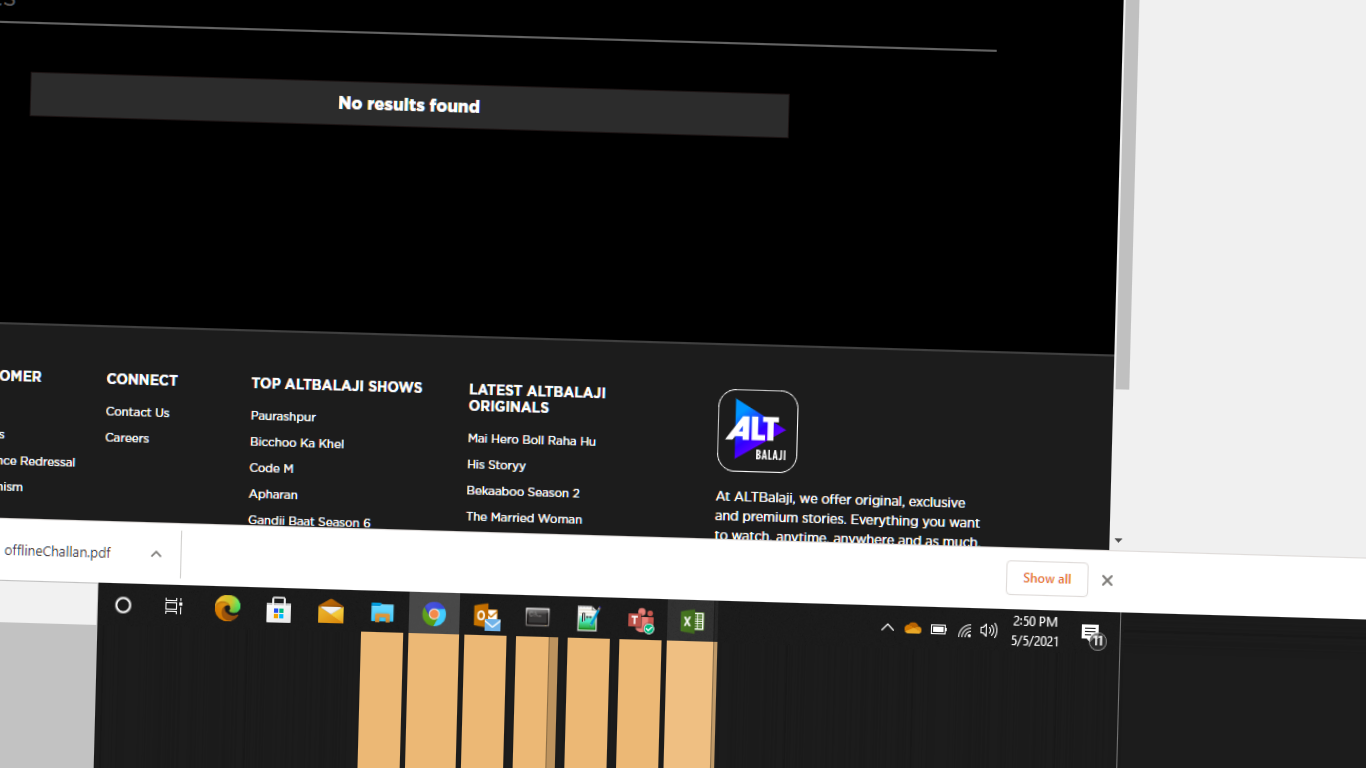 No results found
OMER
nce Redressal
nism
CONNECT
Contact Us
Careers
TOP ALTBALAJI SHOWS
Paurashpur
Bicchoo Ka Khel
Code M
Apharan
Gandii Baat Season 6
LATEST ALTBALAJI
ORIGINALS
Mai Hero Boll Raha Hu
His Storyy
Bekaaboo Season 2
The Married Woman
ALT
BALAJI
At ALTBalaji, we offer original, exclusive
and premium stories. Everything you want
to watch, anytime, anywhere and as much
offlineChallan.pdf
Show all
2:50 PM
5/5/2021
11